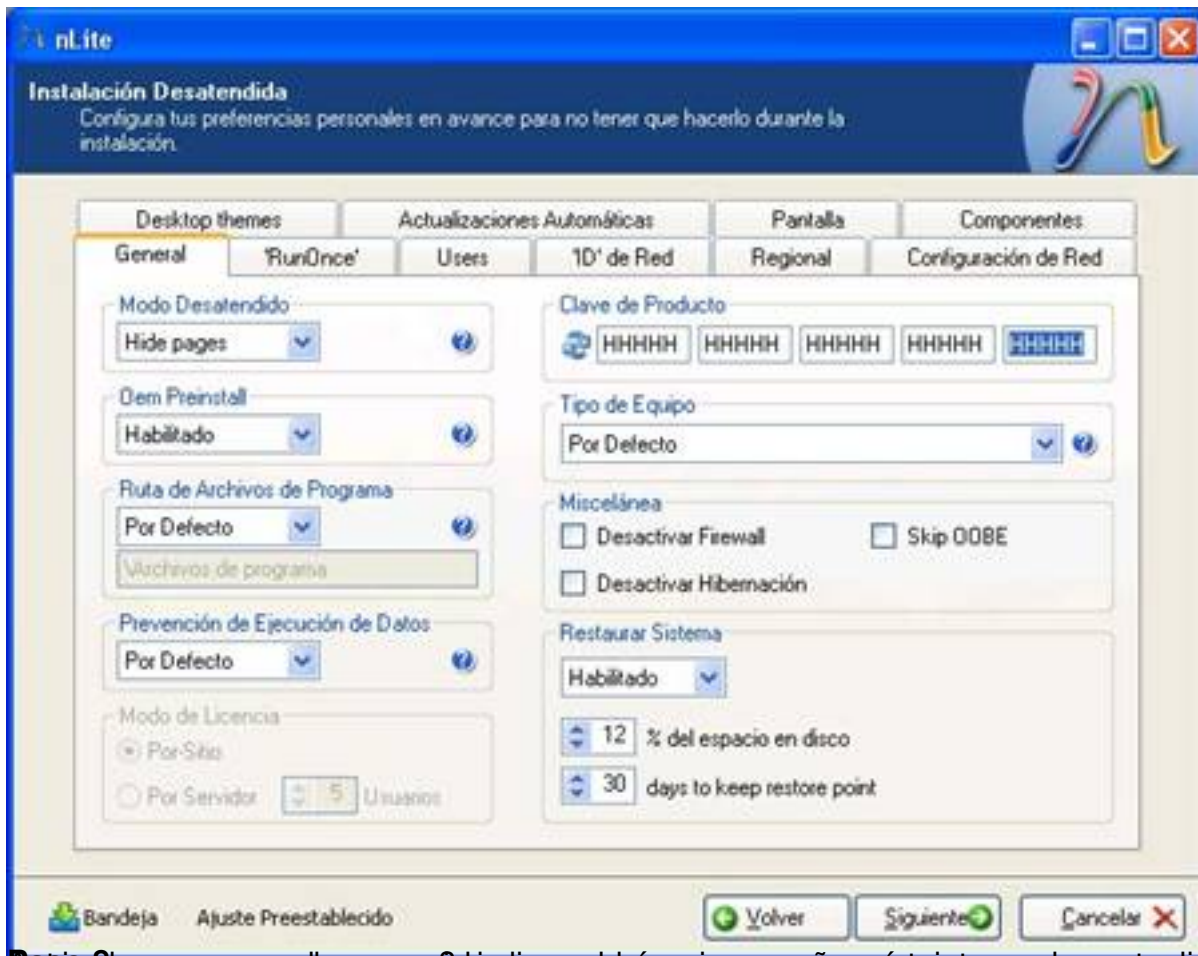 nLite
Instalación Desatendida
Configura tus preferencias personales en avance para no tener que hacerlo durante la
instalación.
Desktop themes Actualizaciones Automáticas Pantalla Componentes
General 'RunOnce' Users 'ID' de Red Regional Configuración de Red
Modo Desatendido
Hide pages
Oem Preinstall
Habilitado
Ruta de Archivos de Programa
Por Defecto
\Archivos de programa
Prevención de Ejecución de Datos
Por Defecto
Modo de Licencia
Por-Sitio
Por Servidor 5 Usuarios
Clave de Producto
HHHHH HHHHH HHHHH HHHHH HHHHH
Tipo de Equipo
Por Defecto
Miscelánea
Desactivar Firewall Skip OOBE
Desactivar Hibernación
Restaurar Sistema
Habilitado
12 % del espacio en disco
30 days to keep restore point
Bandeja Ajuste Preestablecido Volver Siguiente Cancelar